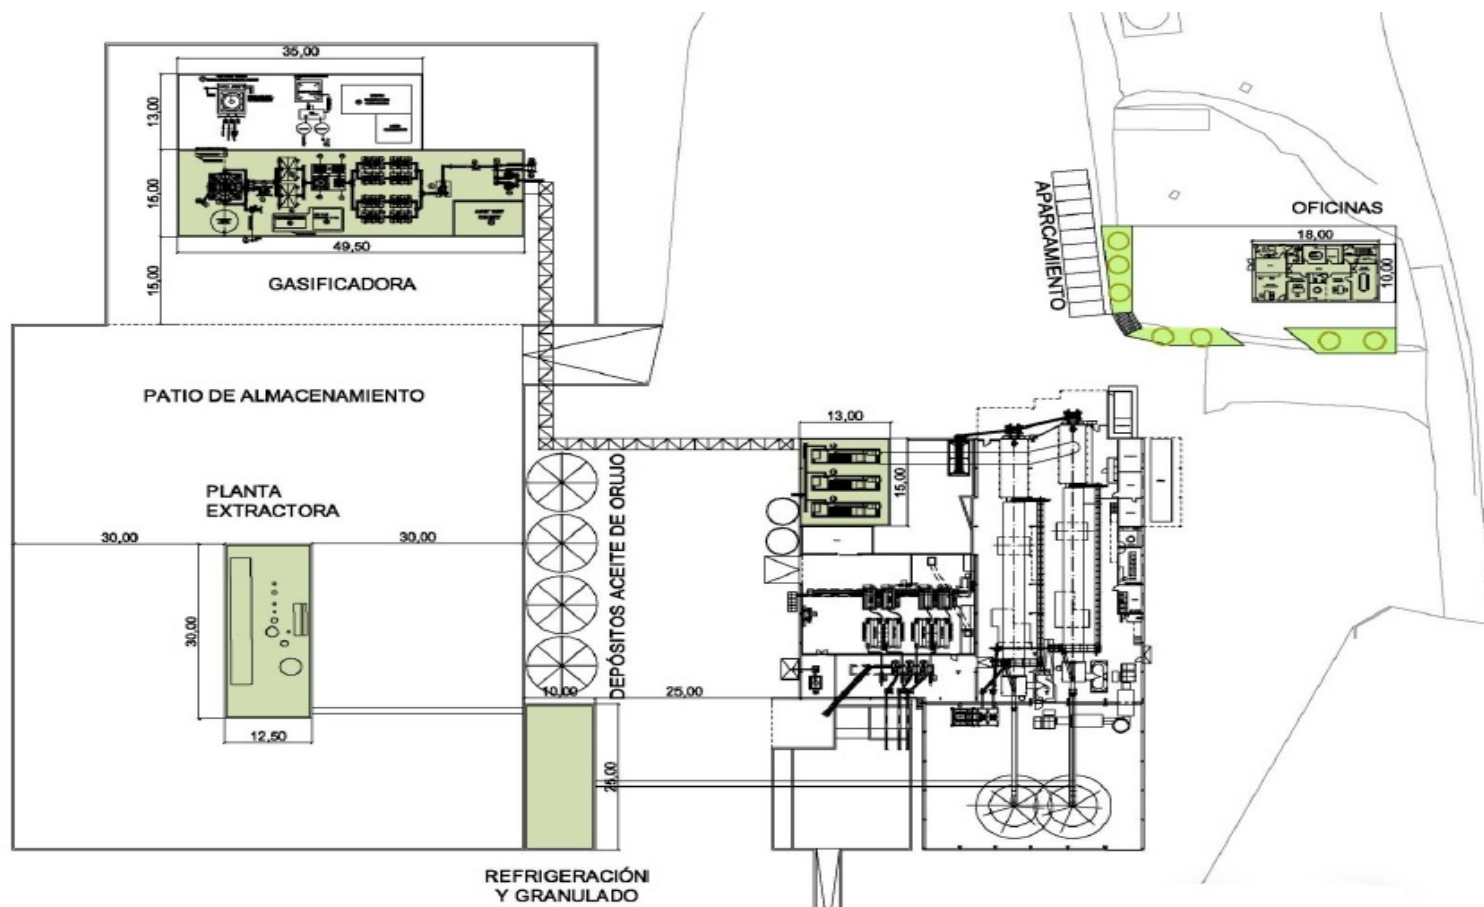 35,00
13,00
15,00
49,50
15,00
GASIFICADORA
PATIO DE ALMACENAMIENTO
PLANTA
EXTRACTORA
30,00
30,00
30,00
12,50
DEPÓSITOS ACEITE DE ORUJO
10,00
25,00
25,00
REFRIGERACIÓN
Y GRANULADO
13,00
15,00
APARCAMIENTO
OFICINAS
18,00
10,00